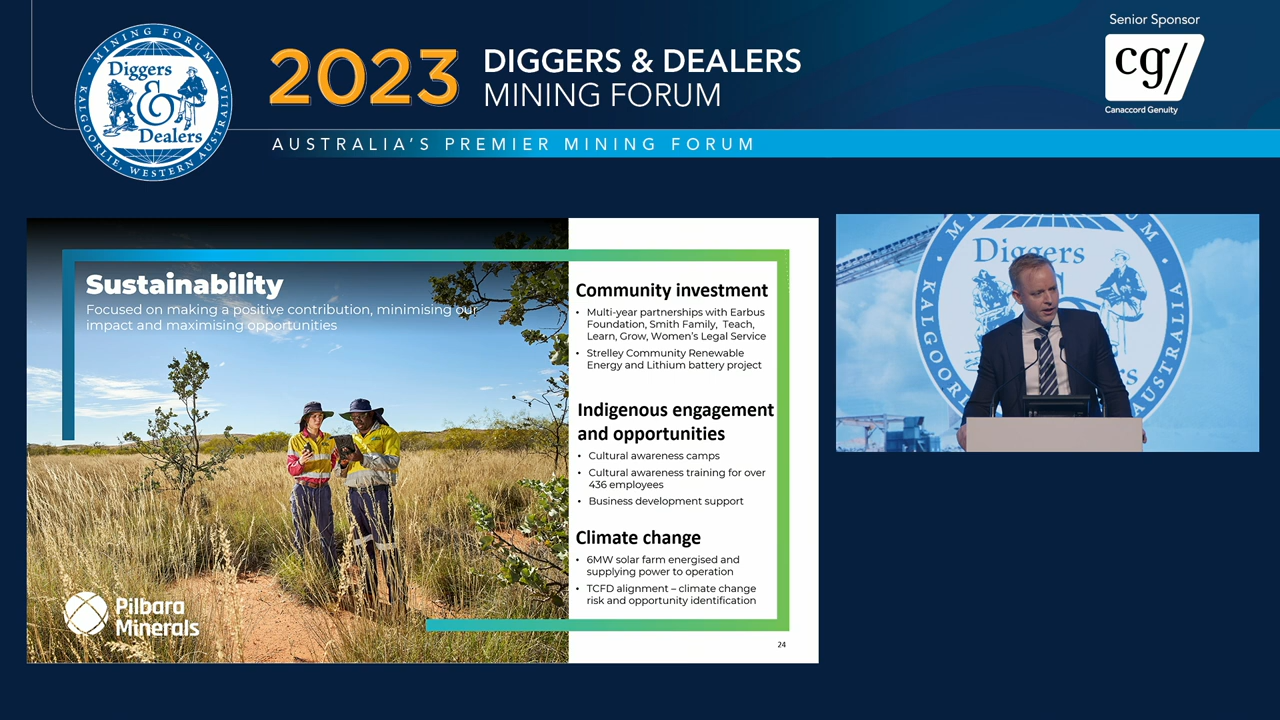 MINING FORUM
Diggers
&
Dealers
KALGOORLIE, WESTERN AUSTRALIA
2023
DIGGERS & DEALERS
MINING FORUM
AUSTRALIA'S PREMIER MINING FORUM
Senior Sponsor
cg/
Canaccord Genuity
Sustainability
Focused on making a positive contribution, minimising our
impact and maximising opportunities
Pilbara
Minerals
Community investment
• Multi-year partnerships with Earbus
Foundation, Smith Family, Teach,
Learn, Grow, Women's Legal Service
• Strelley Community Renewable
Energy and Lithium battery project
Indigenous engagement
and opportunities
• Cultural awareness camps
• Cultural awareness training for over
436 employees
• Business development support
Climate change
• 6MW solar farm energised and
supplying power to operation
• TCFD alignment – climate change
risk and opportunity identification
24
Diggers